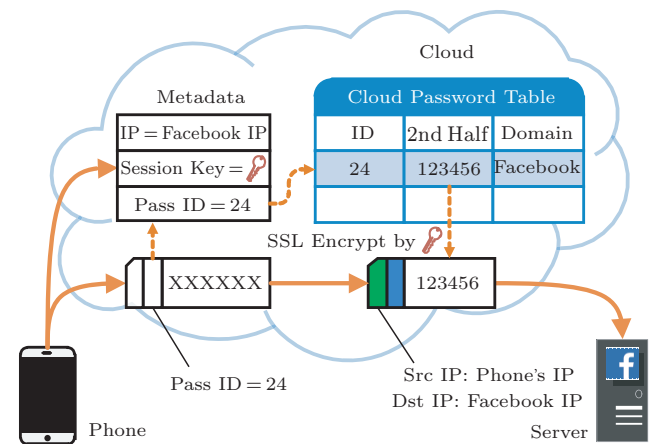 Cloud
Metadata
Cloud Password Table
IP = Facebook IP
ID 2nd Half Domain
Session Key =
24 123456 Facebook
Pass ID = 24
SSL Encrypt by
XXXXXX
123456
Pass ID = 24
Src IP: Phone's IP
Dst IP: Facebook IP
Phone
Server
f